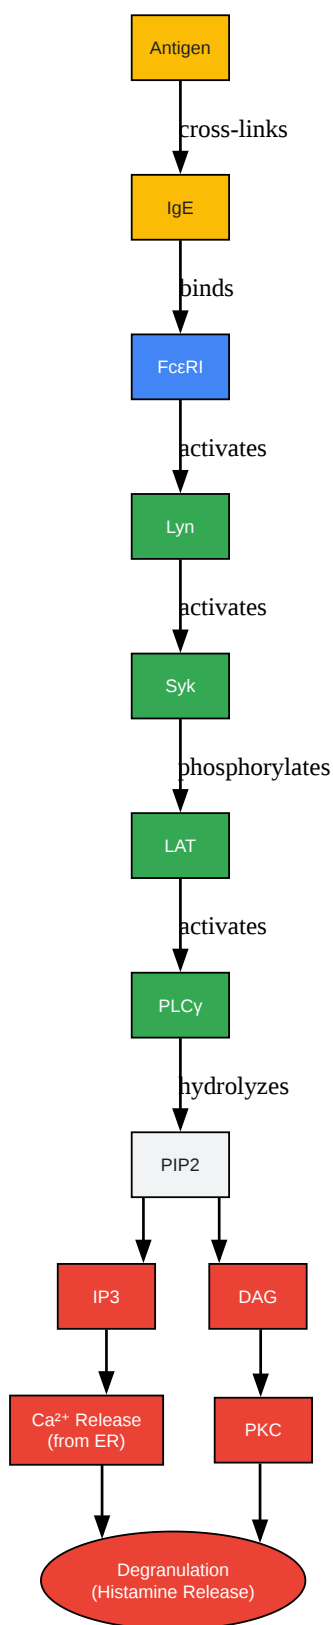 Antigen
cross-links
IgE
binds
FcεRI
activates
Lyn
activates
Syk
phosphorylates
LAT
activates
PLCγ
hydrolyzes
PIP2
IP3
DAG
Ca²⁺ Release
(from ER)
PKC
Degranulation
(Histamine Release)